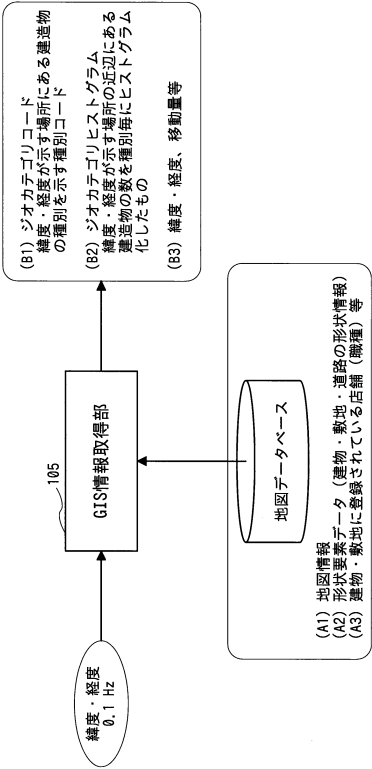 緯度・経度
0.1 Hz
105
GIS情報取得部
(B1) ジオカテゴリコード
緯度・経度が示す場所にある建造物
の種別を示す種別コード
(B2) ジオカテゴリヒストグラム
緯度・経度が示す場所の近辺にある
建造物の数を種別毎にヒストグラム
化したもの
(B3) 緯度・経度、移動量等
地図データベース
(A1) 地図情報
(A2) 形状要素データ (建物・敷地・道路の形状情報)
(A3) 建物・敷地に登録されている店舗 (職種) 等